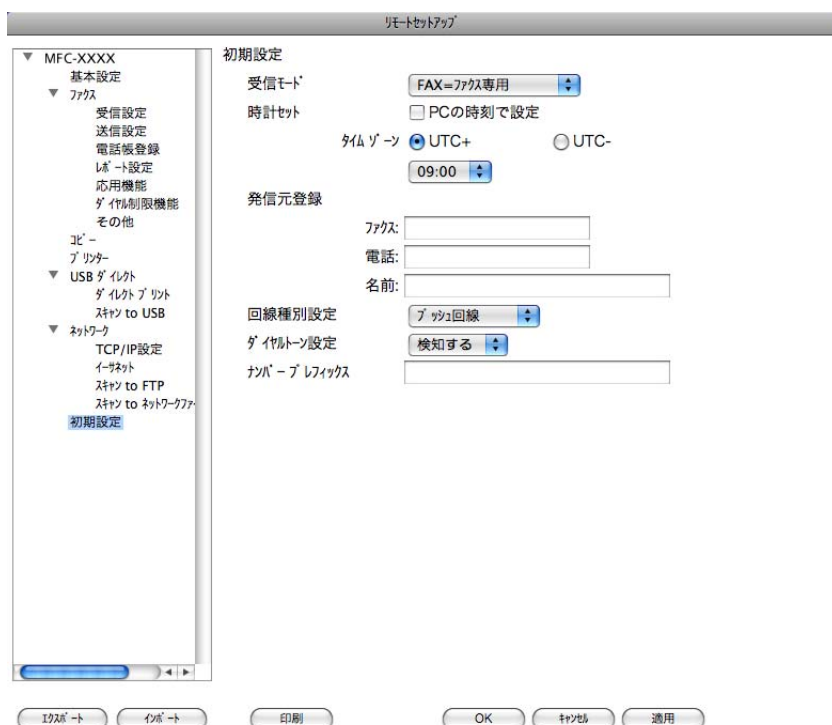 ﾘﾓｰﾄｾｯﾄｱｯﾌﾟ
MFC-XXXX
基本設定
ﾌｧｸｽ
受信設定
送信設定
電話帳登録
ﾚﾎﾟｰﾄ設定
応用機能
ﾀﾞｲﾔﾙ制限機能
その他
ｺﾋﾟｰ
ﾌﾟﾘﾝﾀｰ
USB ﾀﾞｲﾚｸﾄ
ﾀﾞｲﾚｸﾄ ﾌﾟﾘﾝﾄ
ｽｷｬﾝ to USB
ﾈｯﾄﾜｰｸ
TCP/IP設定
ｲｰｻﾈｯﾄ
ｽｷｬﾝ to FTP
ｽｷｬﾝ to ﾈｯﾄﾜｰｸﾌｧｲ
初期設定
初期設定
受信ﾓｰﾄﾞ FAX=ﾌｧｸｽ専用
時計ｾｯﾄ PCの時刻で設定
ﾀｲﾑ ｿﾞｰﾝ UTC+ UTC-
09:00
発信元登録
ﾌｧｸｽ:
電話:
名前:
回線種別設定 ﾌﾟｯｼｭ回線
ﾀﾞｲﾔﾙﾄｰﾝ設定 検知する
ﾅﾝﾊﾞｰ ﾌﾟﾚﾌｨｯｸｽ
ｴｸｽﾎﾟｰﾄ ｲﾝﾎﾟｰﾄ 印刷 OK ｷｬﾝｾﾙ 適用